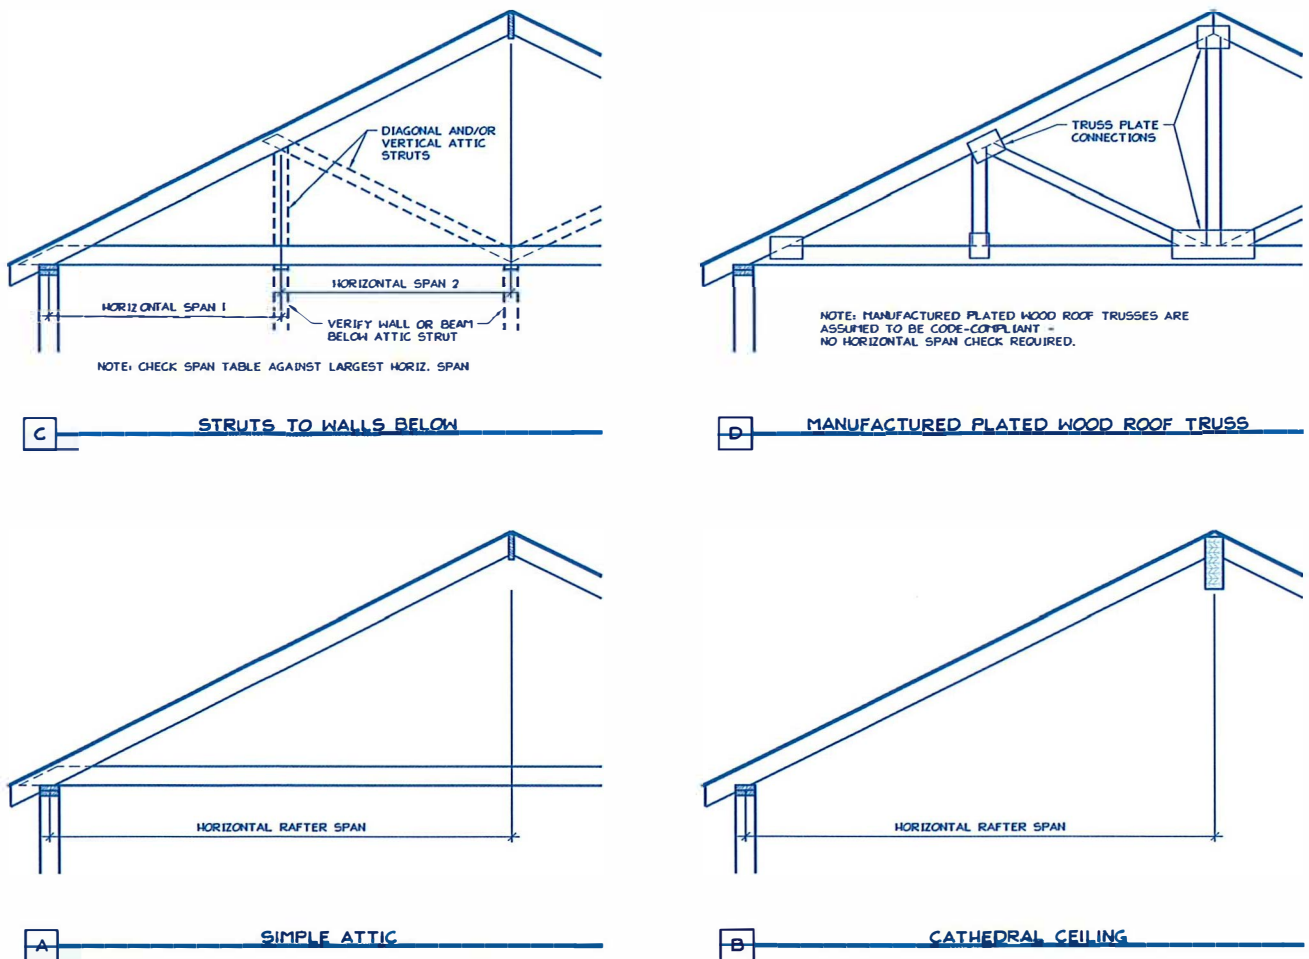 DIAGONAL AND/OR
VERTICAL ATTIC
STRUTS
HORIZONTAL SPAN 2
HORIZONTAL SPAN 1
VERIFY WALL OR BEAM
BELOW ATTIC STRUT
NOTE: CHECK SPAN TABLE AGAINST LARGEST HORIZ. SPAN
C
STRUTS TO WALLS BELOW
TRUSS PLATE
CONNECTIONS
NOTE: MANUFACTURED PLATED WOOD ROOF TRUSSES ARE
ASSUMED TO BE CODE-COMPLIANT -
NO HORIZONTAL SPAN CHECK REQUIRED.
D
MANUFACTURED PLATED WOOD ROOF TRUSS
HORIZONTAL RAFTER SPAN
A
SIMPLE ATTIC
HORIZONTAL RAFTER SPAN
B
CATHEDRAL CEILING